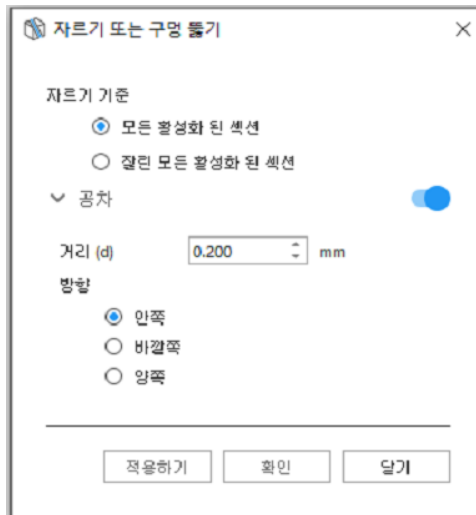 자르기 또는 구멍 뚫기
자르기 기준
모든 활성화 된 섹션
잘린 모든 활성화 된 섹션
공차
거리 (d) 0.200 mm
방향
안쪽
바깥쪽
양쪽
적용하기 확인 닫기